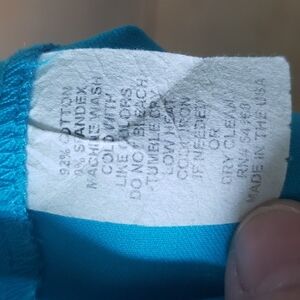 92% COTTON
SPANDEX
MACHINE WASH
COLD WITH
LIKE COLORS
DO NOT BLEACH
TUMBLE DRY
LOW HEAT
COOL IRON
IF NEEDED
OR
DRY CLEAN
RN#
MADE IN THE USA